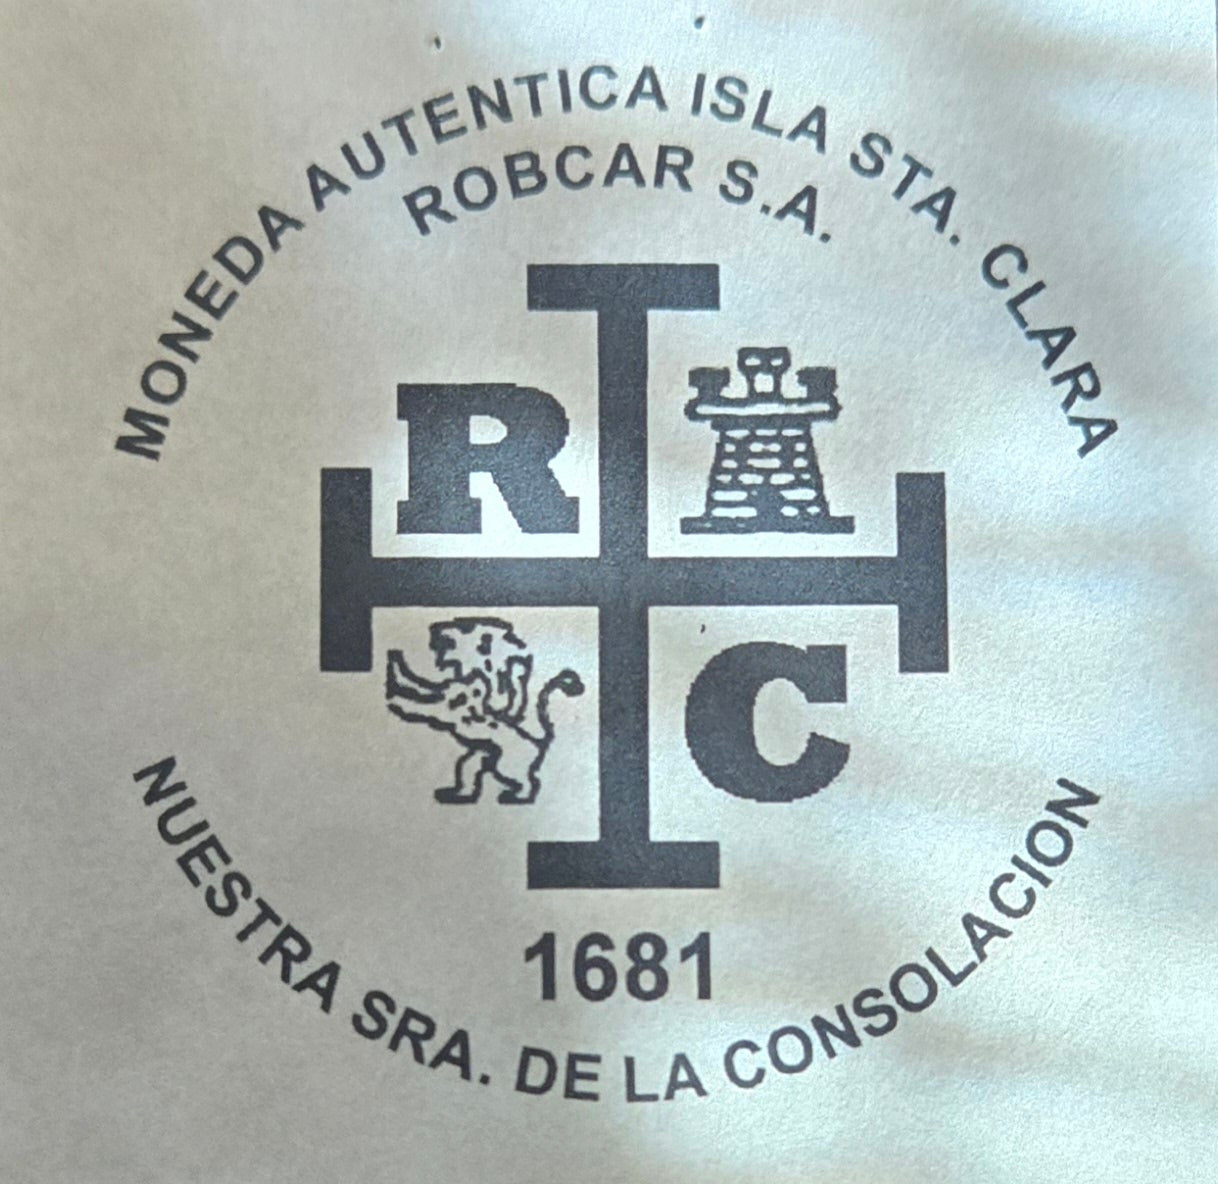 MONEDA AUTENTICA ISLA STA. CLARA
ROBCAR S.A.
R
C
1681
NUESTRA SRA. DE LA CONSOLACION